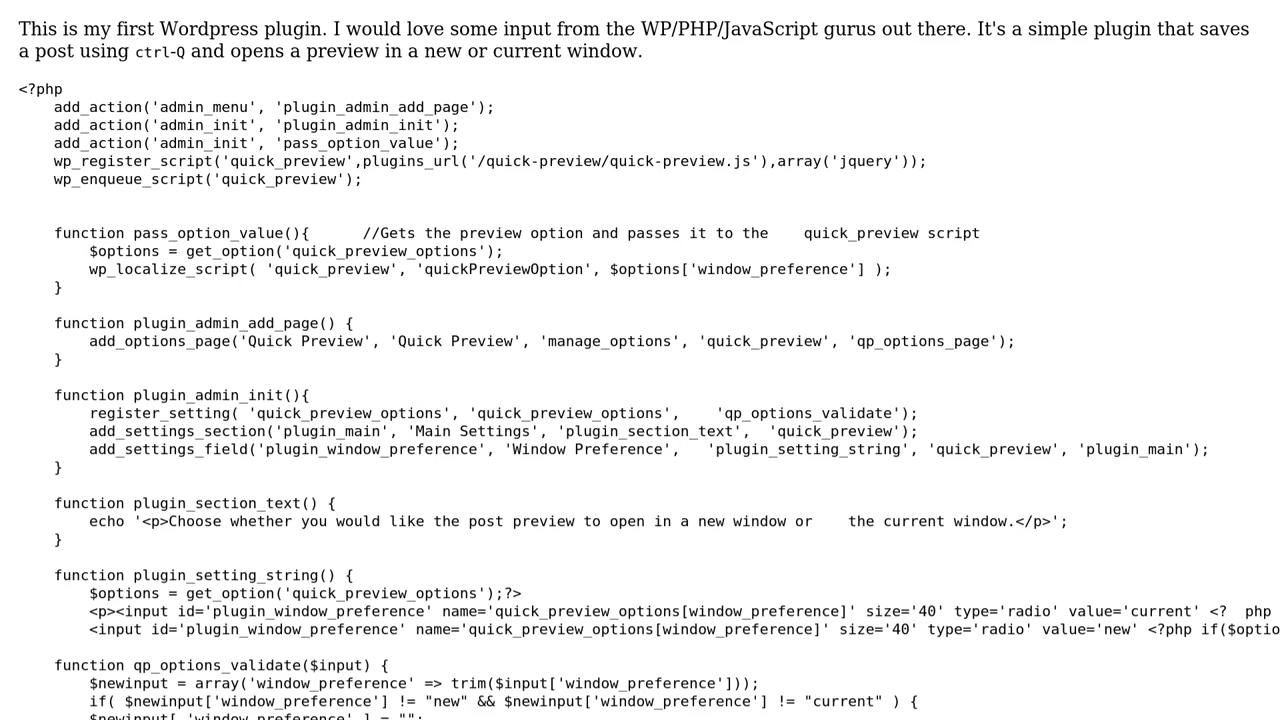 This is my first Wordpress plugin. I would love some input from the WP/PHP/JavaScript gurus out there. It's a simple plugin that saves
a post using ctrl-Q and opens a preview in a new or current window.
<?php
    add_action('admin_menu', 'plugin_admin_add_page');
    add_action('admin_init', 'plugin_admin_init');
    add_action('admin_init', 'pass_option_value');
    wp_register_script('quick_preview',plugins_url('/quick-preview/quick-preview.js'),array('jquery'));
    wp_enqueue_script('quick_preview');
    function pass_option_value(){      //Gets the preview option and passes it to the    quick_preview script
        $options = get_option('quick_preview_options');
        wp_localize_script( 'quick_preview', 'quickPreviewOption', $options['window_preference'] );
    }
    function plugin_admin_add_page() {
        add_options_page('Quick Preview', 'Quick Preview', 'manage_options', 'quick_preview', 'qp_options_page');
    }
    function plugin_admin_init(){
        register_setting( 'quick_preview_options', 'quick_preview_options',    'qp_options_validate');
        add_settings_section('plugin_main', 'Main Settings', 'plugin_section_text',  'quick_preview');
        add_settings_field('plugin_window_preference', 'Window Preference',   'plugin_setting_string', 'quick_preview', 'plugin_main');
    }
    function plugin_section_text() {
        echo '<p>Choose whether you would like the post preview to open in a new window or    the current window.</p>';
    }
    function plugin_setting_string() {
        $options = get_option('quick_preview_options');?>
        <p><input id='plugin_window_preference' name='quick_preview_options[window_preference]' size='40' type='radio' value='current' <?  php
        <input id='plugin_window_preference' name='quick_preview_options[window_preference]' size='40' type='radio' value='new' <?php if($optio
    function qp_options_validate($input) {
        $newinput = array('window_preference' => trim($input['window_preference']));
        if( $newinput['window_preference'] != "new" && $newinput['window_preference'] != "current" ) {
        $newinput[ 'window_preference' ] = "";